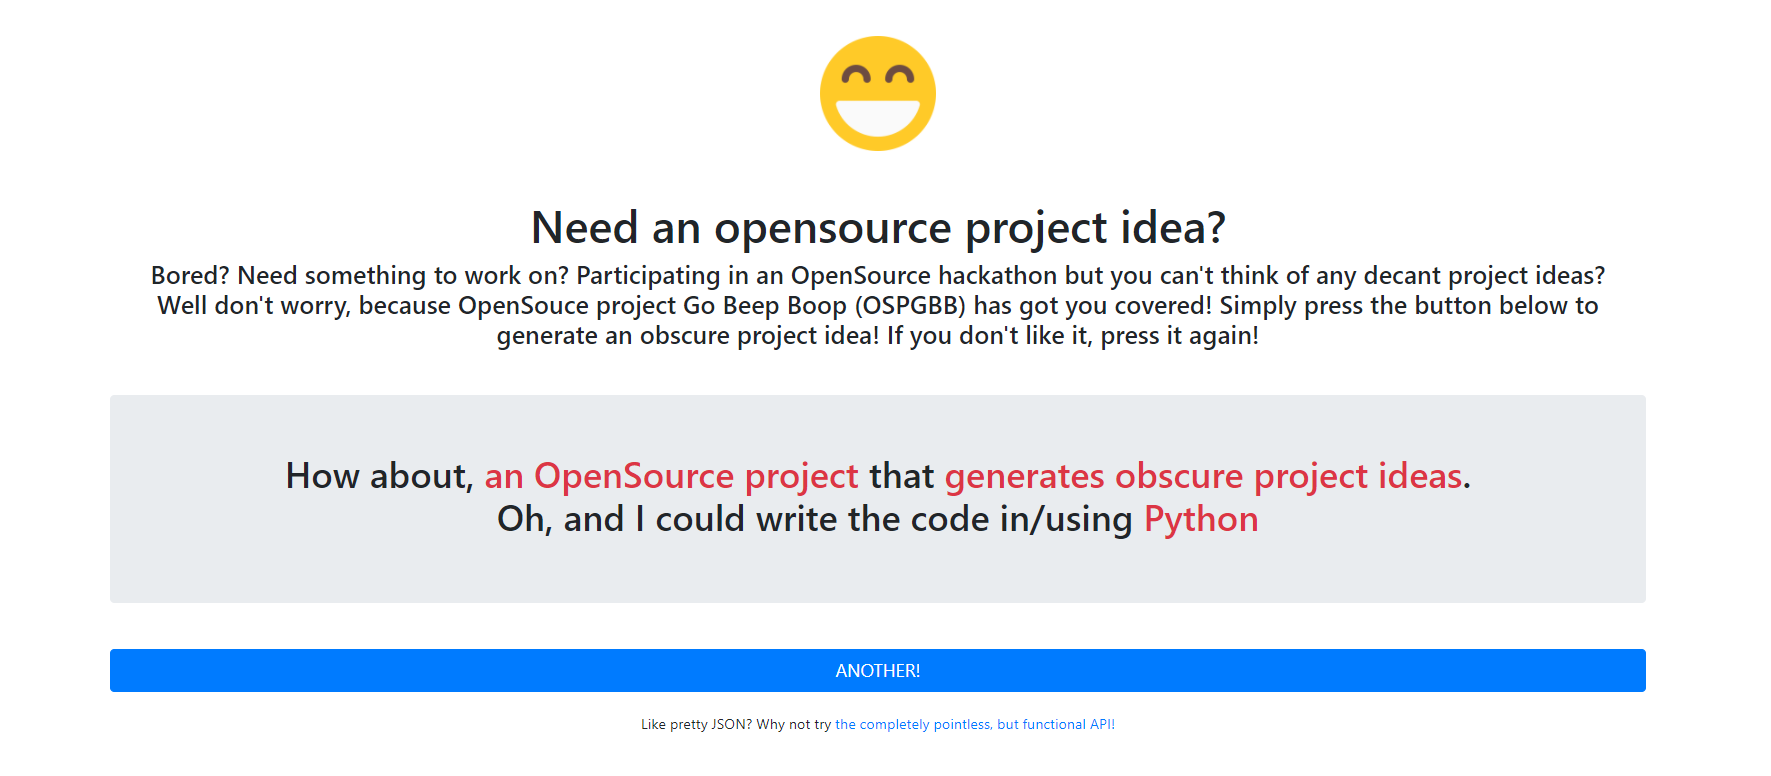 Need an opensource project idea?
Bored? Need something to work on? Participating in an OpenSource hackathon but you can't think of any decant project ideas?
Well don't worry, because OpenSouce project Go Beep Boop (OSPGBB) has got you covered! Simply press the button below to
generate an obscure project idea! If you don't like it, press it again!
How about, an OpenSource project that generates obscure project ideas.
Oh, and I could write the code in/using Python
ANOTHER!
Like pretty JSON? Why not try the completely pointless, but functional API!